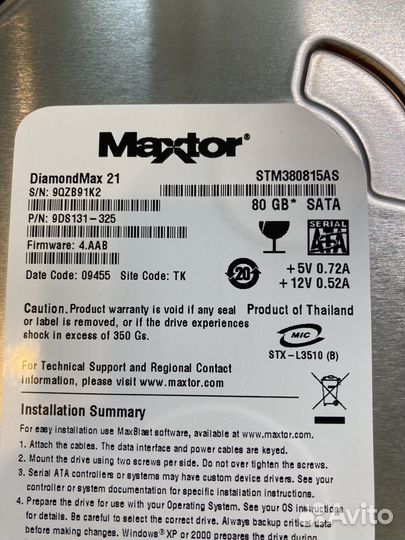 Maxtor
DiamondMax 21
STM380815AS
S/N: 9QZB91K2
80 GB* SATA
P/N: 9DS131-325
SERIAL
ATA
Firmware: 4.AAB
20
+5V 0.72A
+12V 0.52A
Date Code: 09455 Site Code: TK
Caution. Product warranty is void if any seal
or label is removed, or if the drive experiences
shock in excess of 350 Gs.
Product of Thailand
MIC
STX-L3510 (B)
For Technical Support and Regional Contact
Information, please visit www.maxtor.com
Installation Summary
For easy installation use MaxBlast software, available at www.maxtor.com.
1. Attach the cables. The data interface and power cables are keyed.
2. Mount the drive using two screws per side. Do not over tighten the screws.
3. Serial ATA controllers or systems may have custom device drivers. See your
controller or system documentation for specific installation instructions.
4. Prepare the drive for use with your Operating System. See your OS instructions
for details. Be careful to select the correct drive. Always backup critical data
before making changes. Windows® XP or 2000 prepares the drive during
Avito